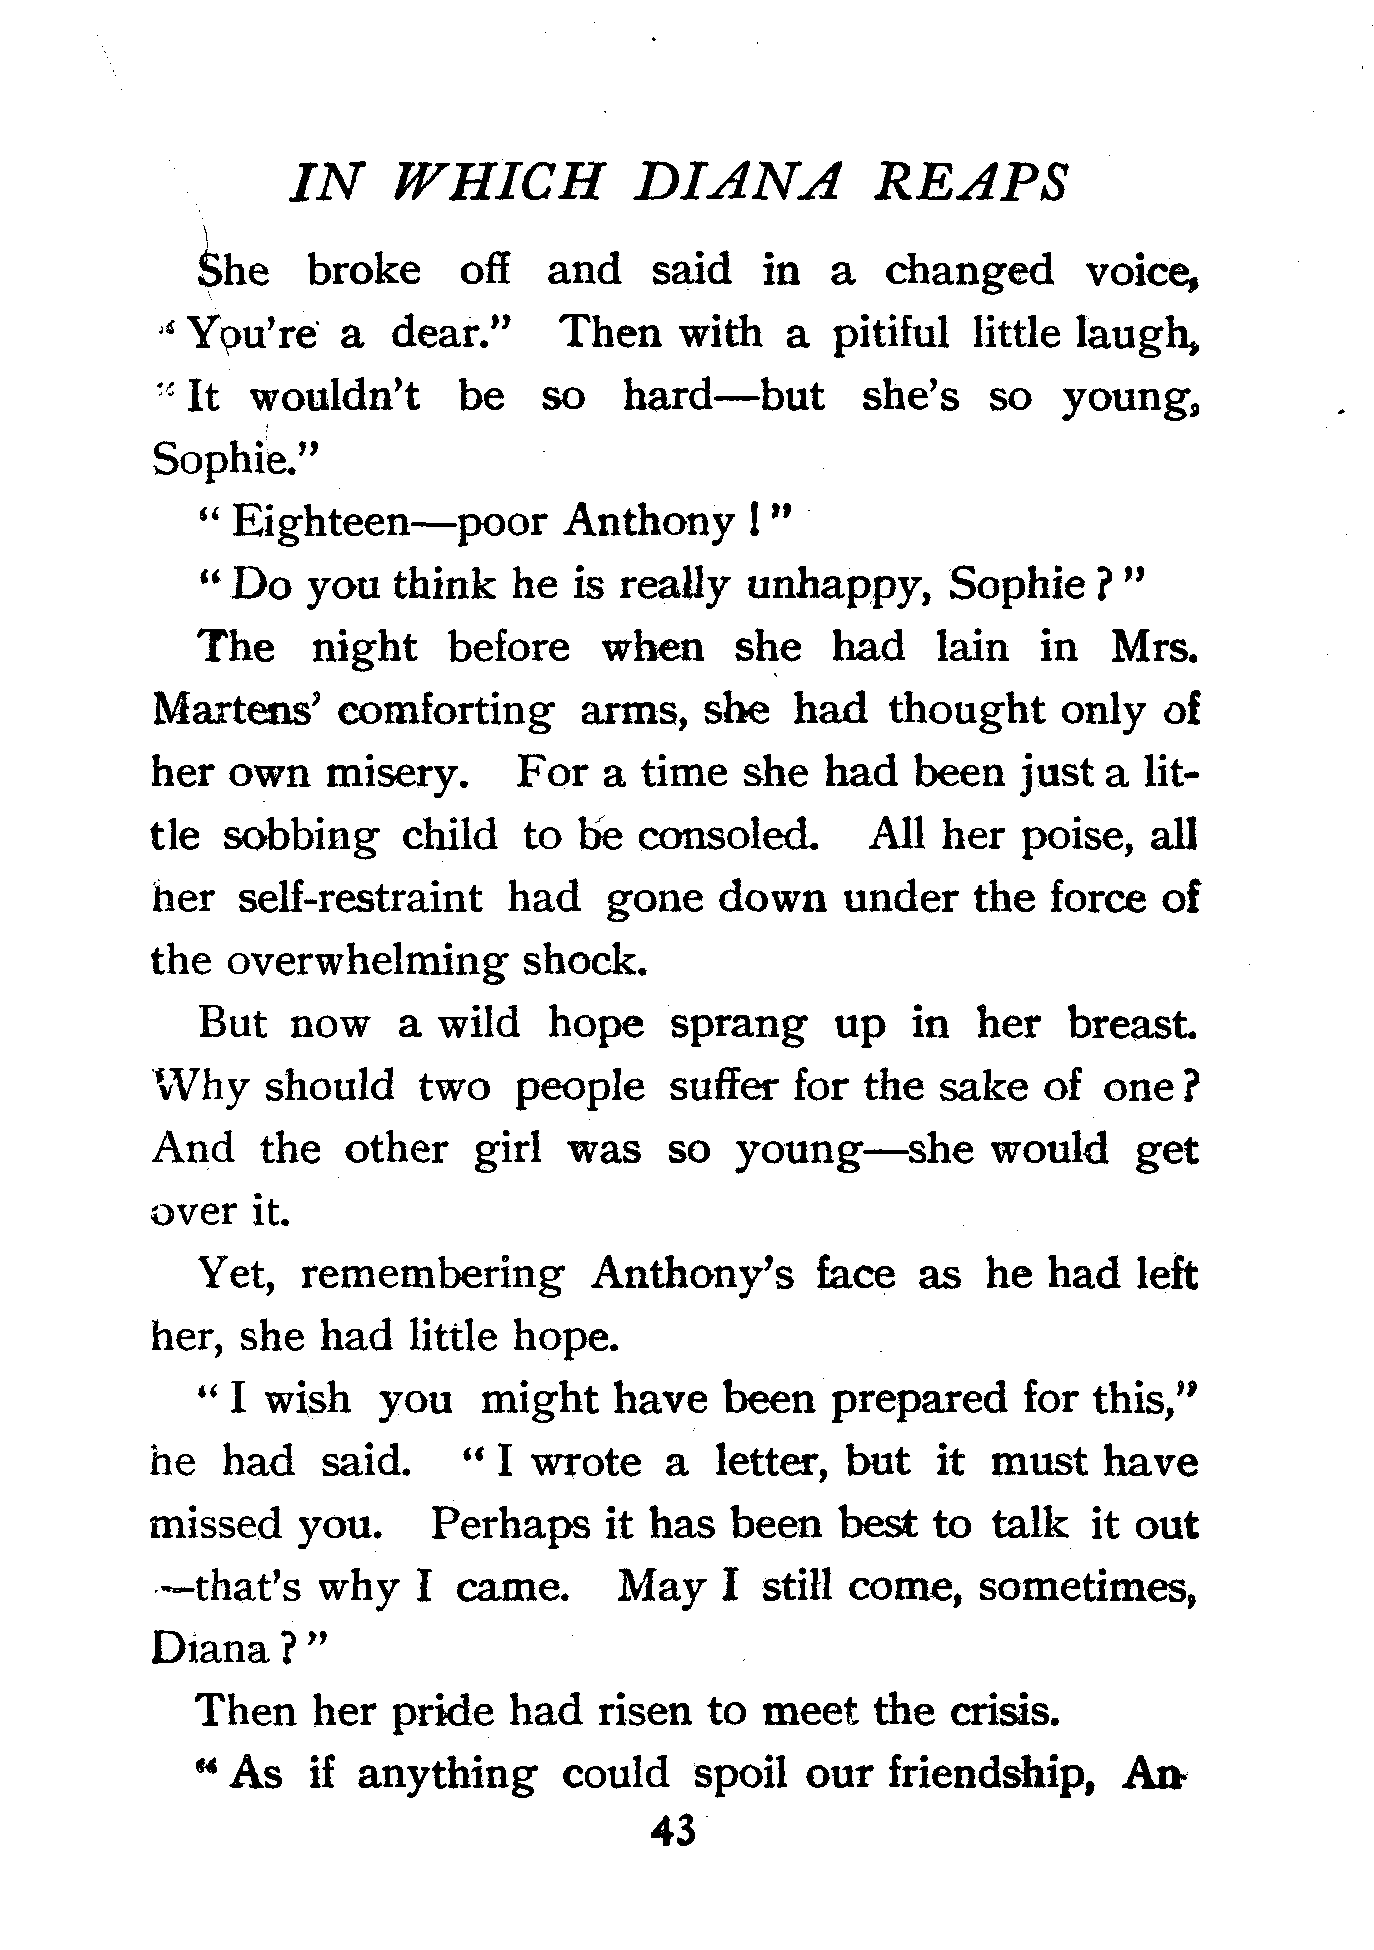 IN WHICH DIANA REAPS
She broke off and said in a changed voice,
“ You’re a dear.” Then with a pitiful little laugh,
“ It wouldn’t be so hard—but she’s so young,
Sophie.”
“ Eighteen—poor Anthony ! ”
“ Do you think he is really unhappy, Sophie ? ”
The night before when she had lain in Mrs.
Martens’ comforting arms, she had thought only of
her own misery. For a time she had been just a lit-
tle sobbing child to be consoled. All her poise, all
her self-restraint had gone down under the force of
the overwhelming shock.
But now a wild hope sprang up in her breast.
Why should two people suffer for the sake of one ?
And the other girl was so young—she would get
over it.
Yet, remembering Anthony’s face as he had left
her, she had little hope.
“ I wish you might have been prepared for this,”
he had said. “ I wrote a letter, but it must have
missed you. Perhaps it has been best to talk it out
—that’s why I came. May I still come, sometimes,
Diana ? ”
Then her pride had risen to meet the crisis.
“ As if anything could spoil our friendship, An-
43